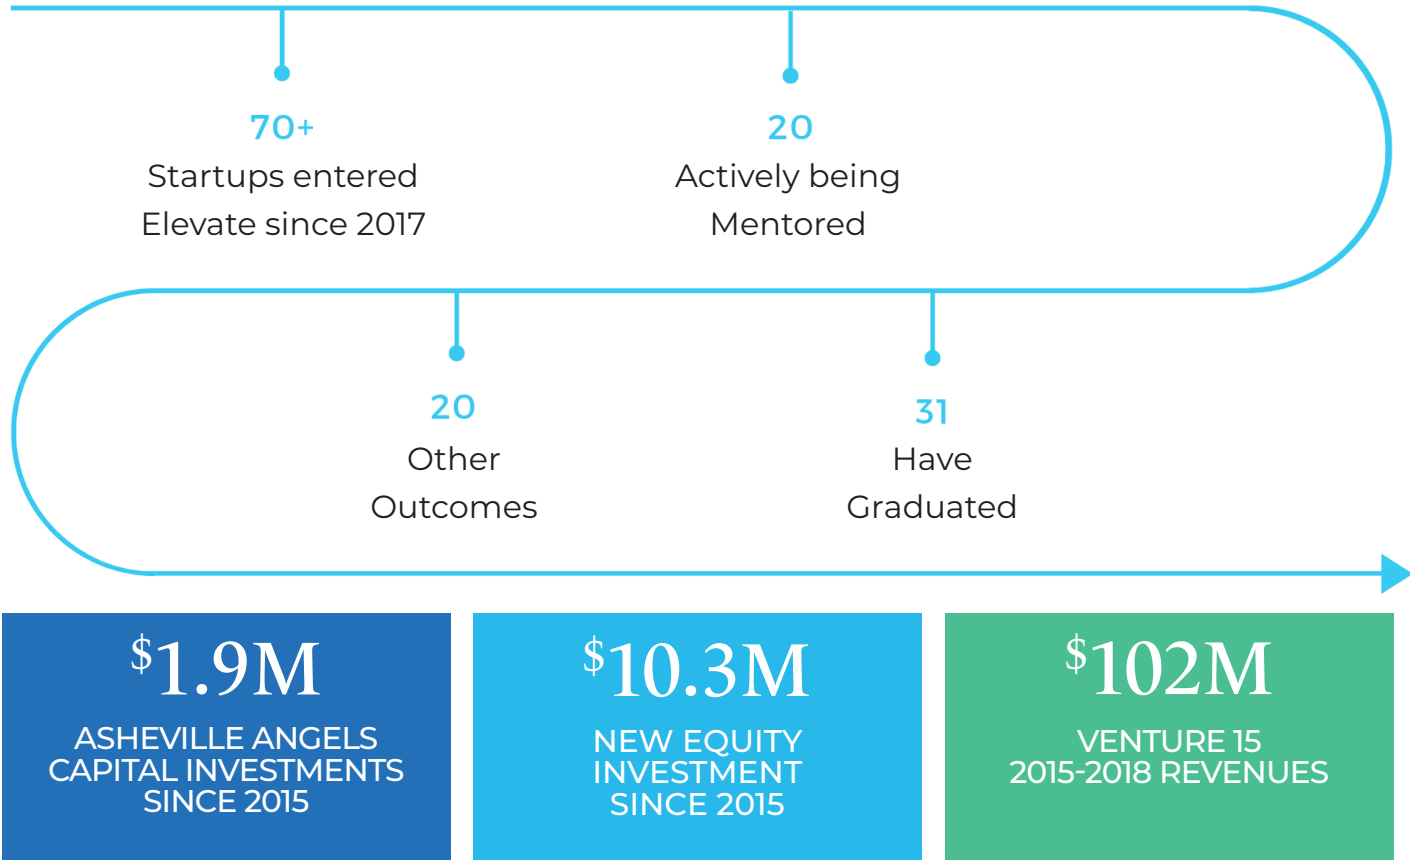 70+
Startups entered
Elevate since 2017
20
Actively being
Mentored
20
Other
Outcomes
31
Have
Graduated
$1.9M
ASHEVILLE ANGELS
CAPITAL INVESTMENTS
SINCE 2015
$10.3M
NEW EQUITY
INVESTMENT
SINCE 2015
$102M
VENTURE 15
2015-2018 REVENUES